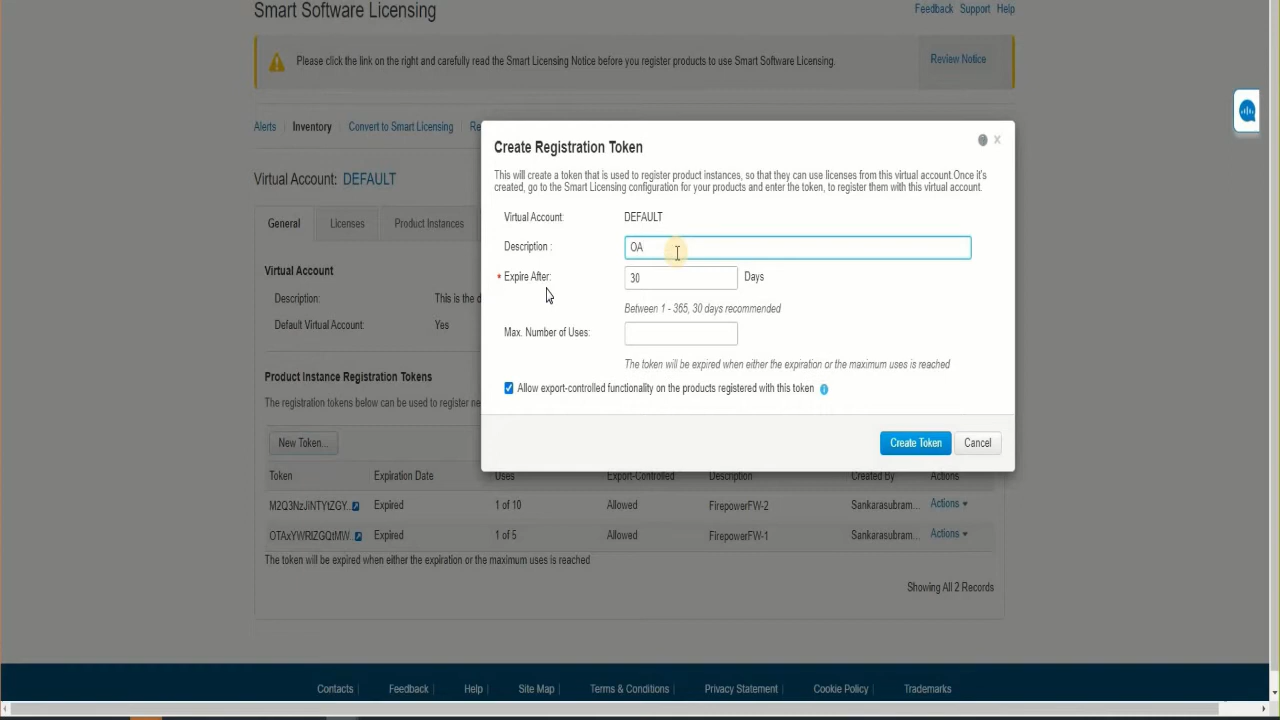 Smart Software Licensing
Feedback Support Help
Please click the link on the right and carefully read the Smart Licensing Notice before you register products to use Smart Software Licensing.
Review Notice
Alerts Inventory Convert to Smart Licensing Re
Virtual Account: DEFAULT
General Licenses Product Instances
Virtual Account
Description: This is the d
Default Virtual Account: Yes
Product Instance Registration Tokens
The registration tokens below can be used to register ne
New Token...
Create Registration Token
X
This will create a token that is used to register product instances, so that they can use licenses from this virtual account.Once it's
created, go to the Smart Licensing configuration for your products and enter the token, to register them with this virtual account.
Virtual Account: DEFAULT
Description : OA
* Expire After: 30 Days
Between 1 - 365, 30 days recommended
Max. Number of Uses:
The token will be expired when either the expiration or the maximum uses is reached
Allow export-controlled functionality on the products registered with this token
Create Token Cancel
Token Expiration Date Uses Export-Controlled Description Created By Actions
Expired 1 of 10 Allowed FirepowerFW-2 Sankarasubram... Actions
Expired 1 of 5 Allowed FirepowerFW-1 Sankarasubram... Actions
The token will be expired when either the expiration or the maximum uses is reached
Showing All 2 Records
Contacts | Feedback | Help | Site Map | Terms & Conditions | Privacy Statement | Cookie Policy | Trademarks